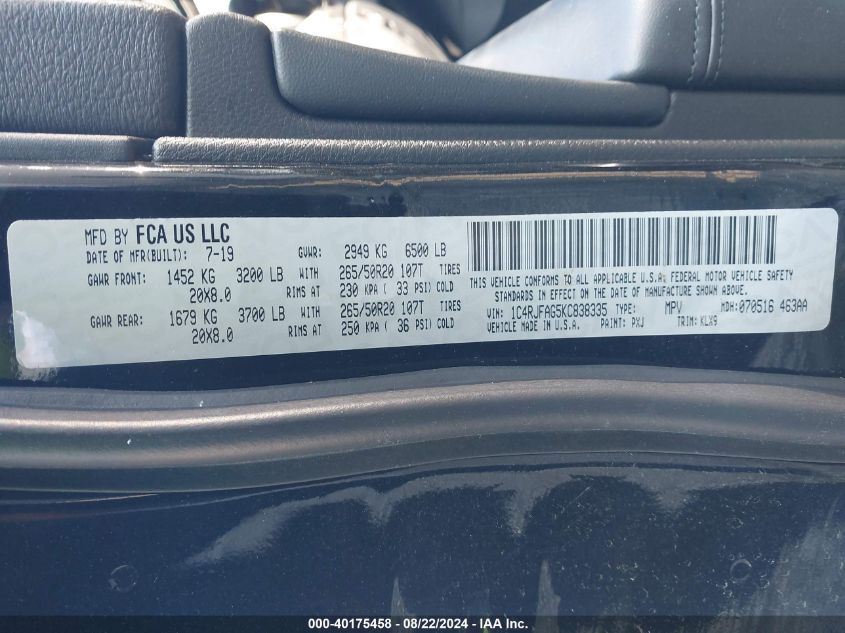 MFD BY FCA US LLC
DATE OF MFR(BUILT): 7-19 GVWR: 2949 KG 6500 LB
GAWR FRONT: 1452 KG 3200 LB WITH 265/50R20 107T TIRES
20X8.0 RIMS AT 230 KPA ( 33 PSI) COLD
GAWR REAR: 1679 KG 3700 LB WITH 265/50R20 107T TIRES
20X8.0 RIMS AT 250 KPA ( 36 PSI) COLD
THIS VEHICLE CONFORMS TO ALL APPLICABLE U.S.A. FEDERAL MOTOR VEHICLE SAFETY
STANDARDS IN EFFECT ON THE DATE OF MANUFACTURE SHOWN ABOVE.
VIN: 1C4RJFAG5KC838335 TYPE: MPV MDH:070516 463AA
VEHICLE MADE IN U.S.A. PAINT: PXJ TRIM: KLX9
000-40175458 - 08/22/2024 - IAA Inc.